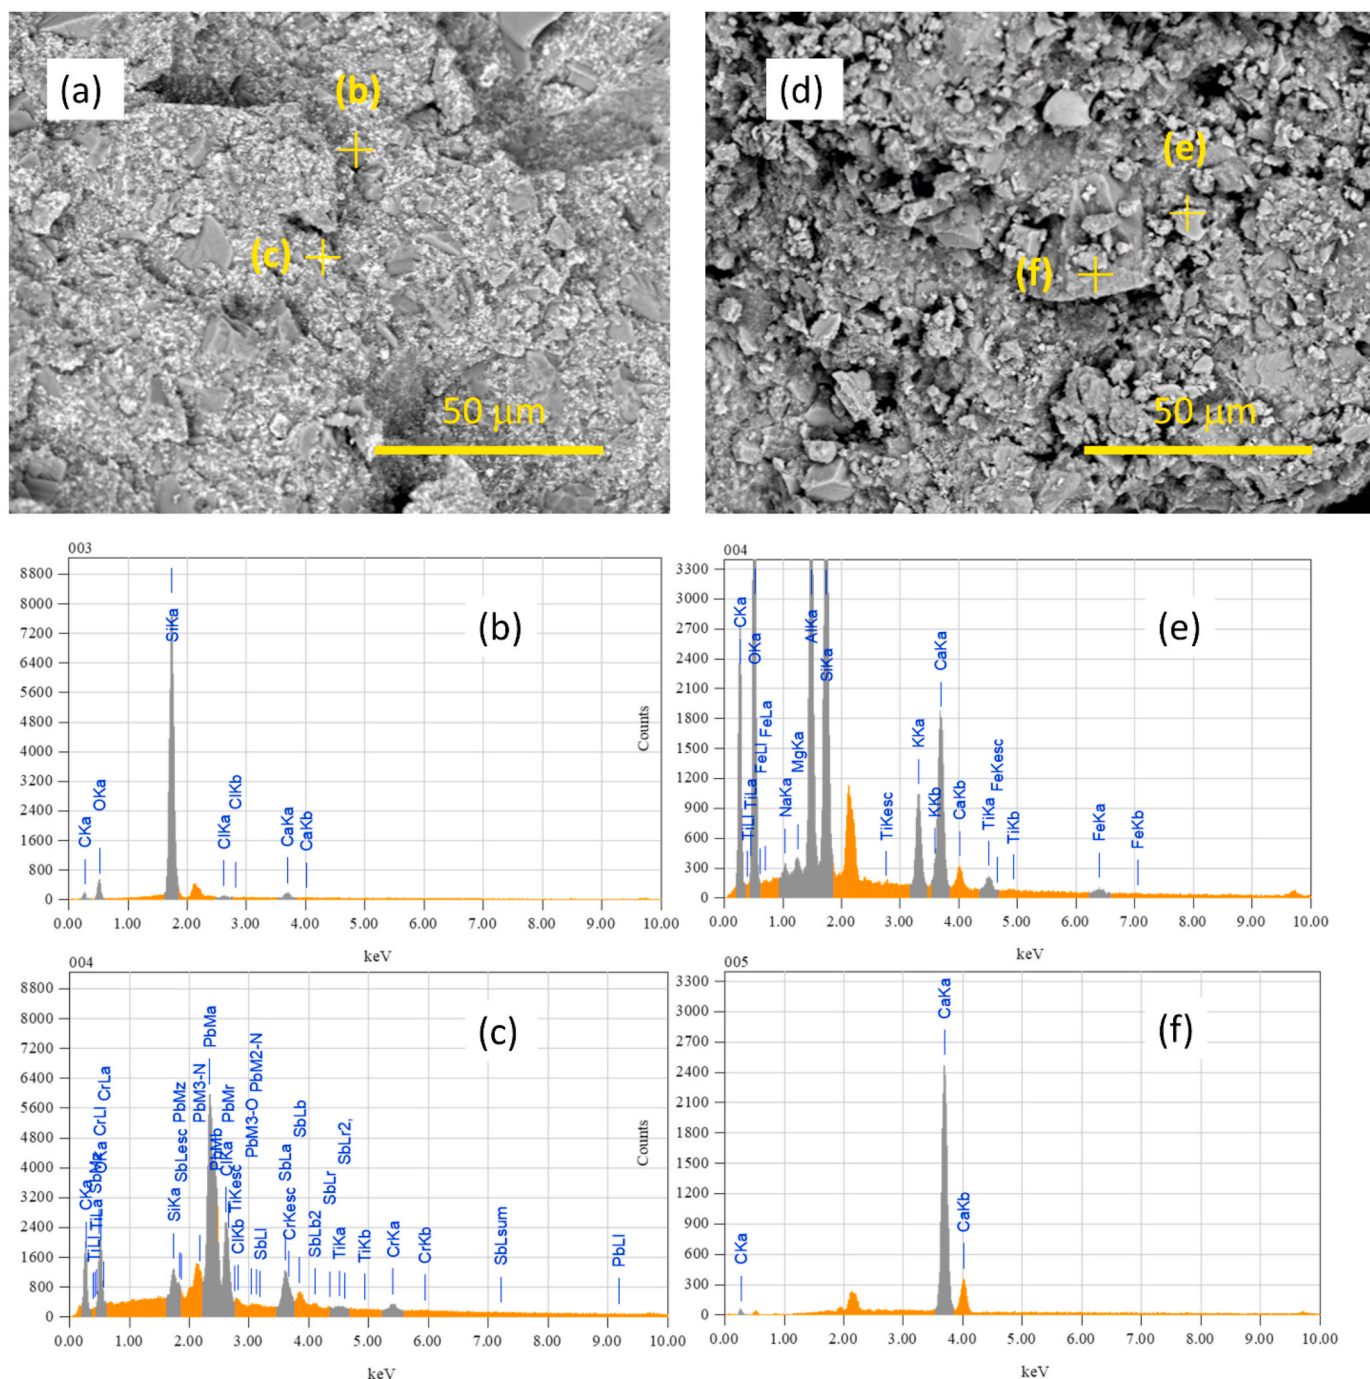 (a)
(b)
(c)
50 μm
(d)
(e)
(f)
50 μm
003
(b)
8800
8000
7200
6400
5600
4800
4000
3200
2400
1600
800
0
CKa
OKa
SiKa
ClKa
ClKb
CaKa
CaKb
0.00 1.00 2.00 3.00 4.00 5.00 6.00 7.00 8.00 9.00 10.00
keV
004
(e)
Counts
3300
3000
2700
2400
2100
1800
1500
1200
900
600
300
0
CKa
OKa
TiLl
TiLa
FeLl
FeLa
NaKa
MgKa
AlKa
SiKa
TiKesc
KKa
KKb
CaKa
CaKb
TiKa
FeKesc
TiKb
FeKa
FeKb
0.00 1.00 2.00 3.00 4.00 5.00 6.00 7.00 8.00 9.00 10.00
keV
004
(c)
8800
8000
7200
6400
5600
4800
4000
3200
2400
1600
800
0
CKa
TiLl
TiLa
SbMz
OKa
CrLl
CrLa
SiKa
SbLesc
PbMz
PbM3-N
PbMa
PbMb
ClKa
PbMr
ClKb
TiKesc
PbM3-O
PbM2-N
SbLl
SbLa
CrKesc
SbLb
SbLb2
SbLr
SbLr2,
TiKa
TiKb
CrKa
CrKb
SbLsum
PbLl
0.00 1.00 2.00 3.00 4.00 5.00 6.00 7.00 8.00 9.00 10.00
keV
005
(f)
Counts
3300
3000
2700
2400
2100
1800
1500
1200
900
600
300
0
CKa
CaKa
CaKb
0.00 1.00 2.00 3.00 4.00 5.00 6.00 7.00 8.00 9.00 10.00
keV